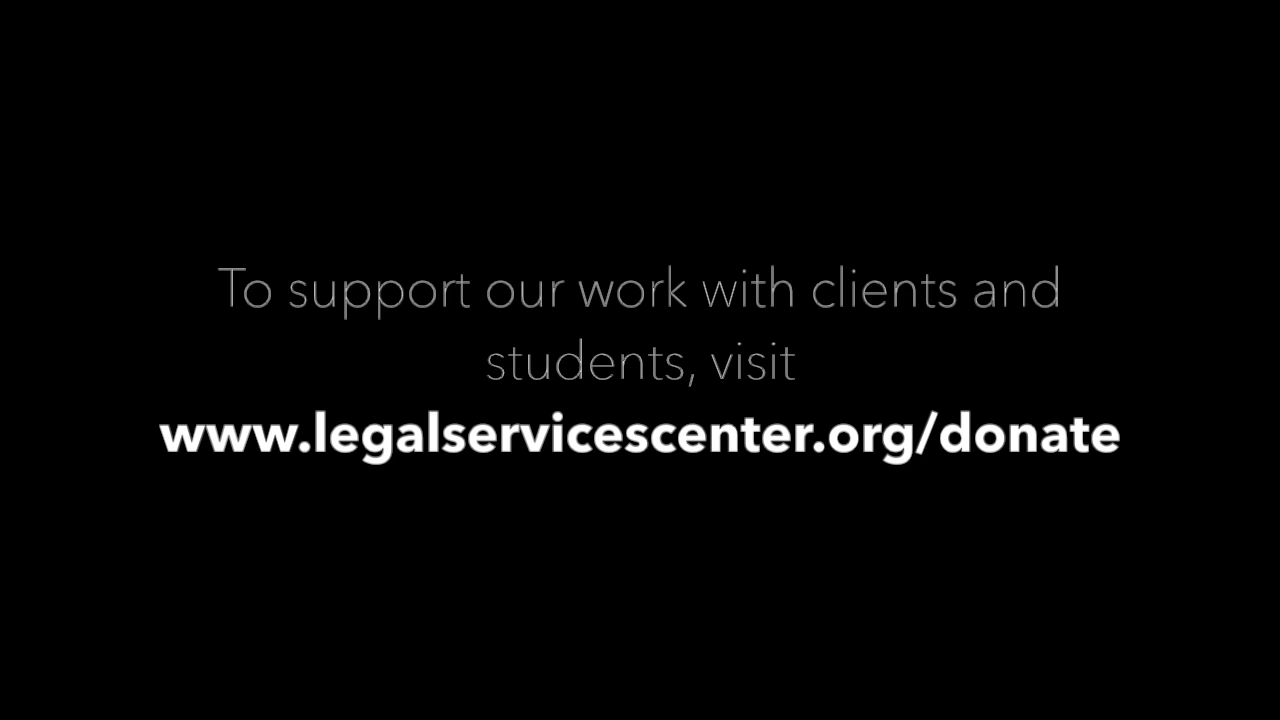 To support our work with clients and
students, visit
www.legalservicescenter.org/donate